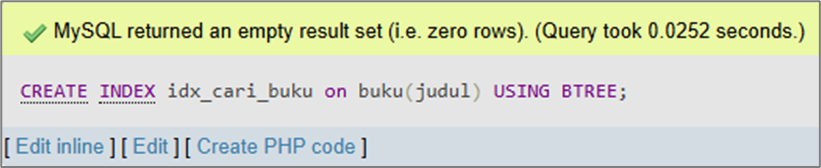 MySQL returned an empty result set (i.e. zero rows). (Query took 0.0252 seconds.)
CREATE INDEX idx_cari_buku on buku(judul) USING BTREE;
[ Edit inline ] [ Edit ] [ Create PHP code ]